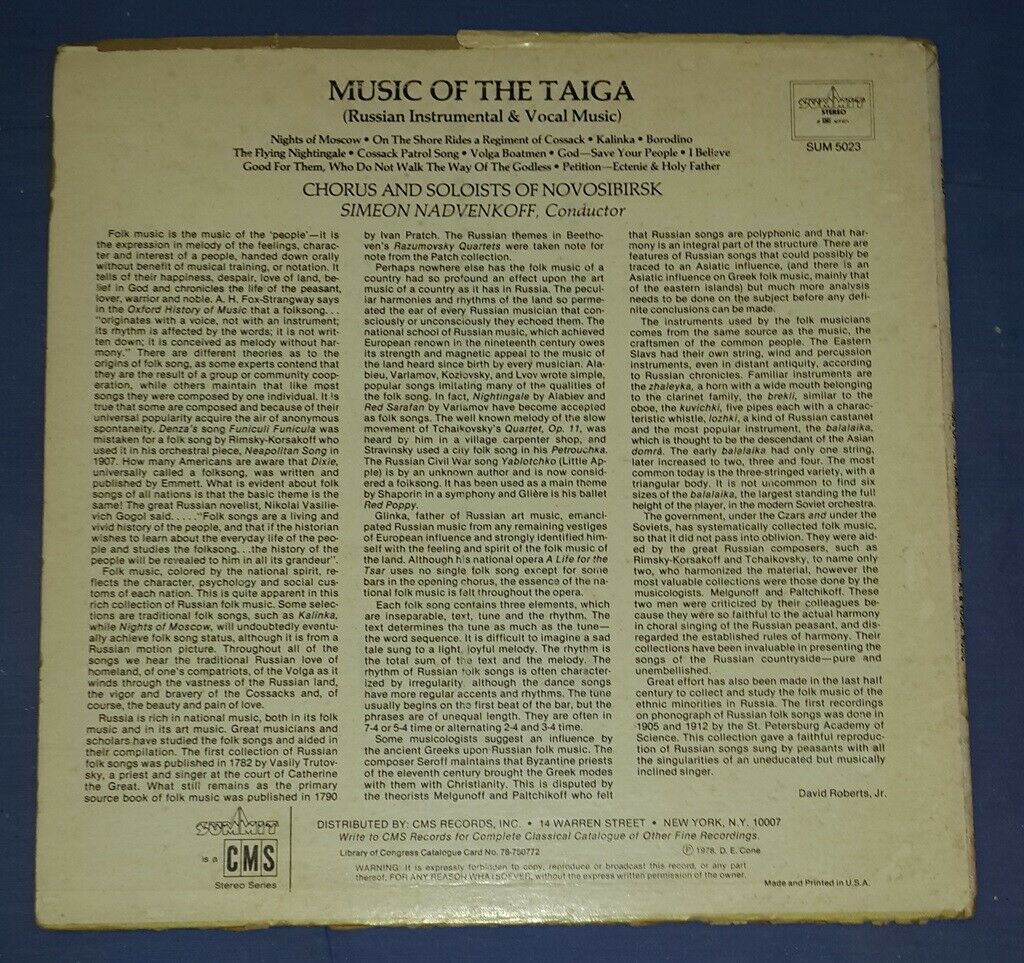 MUSIC OF THE TAIGA
(Russian Instrumental & Vocal Music)
Nights of Moscow • On The Shore Rides a Regiment of Cossack • Kalinka • Borodino
The Flying Nightingale • Cossack Patrol Song • Volga Boatmen • God—Save Your People • I Believe
Good For Them, Who Do Not Walk The Way Of The Godless • Petition—Ectenie & Holy Father
CHORUS AND SOLOISTS OF NOVOSIBIRSK
SIMEON NADVENKOFF, Conductor
SUMMIT
STEREO
a CMS series
SUM 5023
Folk music is the music of the 'people'—it is
the expression in melody of the feelings, charac-
ter and interest of a people, handed down orally
without benefit of musical training, or notation. It
tells of their happiness, despair, love of land, be-
lief in God and chronicles the life of the peasant,
lover, warrior and noble. A. H. Fox-Strangway says
in the Oxford History of Music that a folksong. . .
"originates with a voice, not with an instrument;
its rhythm is affected by the words; it is not writ-
ten down; it is conceived as melody without har-
mony." There are different theories as to the
origins of folk song, as some experts contend that
they are the result of a group or community coop-
eration, while others maintain that like most
songs they were composed by one individual. It is
true that some are composed and because of their
universal popularity acquire the air of anonymous
spontaneity. Denza's song Funiculi Funicula was
mistaken for a folk song by Rimsky-Korsakoff who
used it in his orchestral piece, Neapolitan Song in
1907. How many Americans are aware that Dixie,
universally called a folksong, was written and
published by Emmett. What is evident about folk
songs of all nations is that the basic theme is the
same! The great Russian novelist, Nikolai Vasilie-
vich Gogol said. . . . ."Folk songs are a living and
vivid history of the people, and that if the historian
wishes to learn about the everyday life of the peo-
ple and studies the folksong. . .the history of the
people will be revealed to him in all its grandeur".
Folk music, colored by the national spirit, re-
flects the character, psychology and social cus-
toms of each nation. This is quite apparent in this
rich collection of Russian folk music. Some selec-
tions are traditional folk songs, such as Kalinka,
while Nights of Moscow, will undoubtedly eventu-
ally achieve folk song status, although it is from a
Russian motion picture. Throughout all of the
songs we hear the traditional Russian love of
homeland, of one's compatriots, of the Volga as it
winds through the vastness of the Russian land,
the vigor and bravery of the Cossacks and, of
course, the beauty and pain of love.
Russia is rich in national music, both in its folk
music and in its art music. Great musicians and
scholars have studied the folk songs and aided in
their compilation. The first collection of Russian
folk songs was published in 1782 by Vasily Trutov-
sky, a priest and singer at the court of Catherine
the Great. What still remains as the primary
source book of folk music was published in 1790
by Ivan Pratch. The Russian themes in Beetho-
ven's Razumovsky Quartets were taken note for
note from the Patch collection.
Perhaps nowhere else has the folk music of a
country had so profound an effect upon the art
music of a country as it has in Russia. The pecul-
iar harmonies and rhythms of the land so perme-
ated the ear of every Russian musician that con-
sciously or unconsciously they echoed them. The
national school of Russian music, which achieved
European renown in the nineteenth century owes
its strength and magnetic appeal to the music of
the land heard since birth by every musician. Ala-
bieu, Varlamov, Kozlovsky, and Lvov wrote simple,
popular songs imitating many of the qualities of
the folk song. In fact, Nightingale by Alabiev and
Red Sarafan by Variamov have become accepted
as folk songs. The well known melody of the slow
movement of Tchaikovsky's Quartet, Op. 11, was
heard by him in a village carpenter shop, and
Stravinsky used a city folk song in his Petrouchka.
The Russian Civil War song Yablotchko (Little Ap-
ple) is by an unknown author and is now consid-
ered a folksong. It has been used as a main theme
by Shaporin in a symphony and Glière is his ballet
Red Poppy.
Glinka, father of Russian art music, emanci-
pated Russian music from any remaining vestiges
of European influence and strongly identified him-
self with the feeling and spirit of the folk music of
the land. Although his national opera A Life for the
Tsar uses no single folk song except for some
bars in the opening chorus, the essence of the na-
tional folk music is felt throughout the opera.
Each folk song contains three elements, which
are inseparable, text, tune and the rhythm. The
text determines the tune as much as the tune—
the word sequence. It is difficult to imagine a sad
tale sung to a light, joyful melody. The rhythm is
the total sum of the text and the melody. The
rhythm of Russian folk songs is often character-
ized by irregularity, although the dance songs
have more regular accents and rhythms. The tune
usually begins on the first beat of the bar, but the
phrases are of unequal length. They are often in
7-4 or 5-4 time or alternating 2-4 and 3-4 time.
Some musicologists suggest an influence by
the ancient Greeks upon Russian folk music. The
composer Seroff maintains that Byzantine priests
of the eleventh century brought the Greek modes
with them with Christianity. This is disputed by
the theorists Melgunoff and Paltchikoff who felt
that Russian songs are polyphonic and that har-
mony is an integral part of the structure. There are
features of Russian songs that could possibly be
traced to an Asiatic influence, (and there is an
Asiatic influence on Greek folk music, mainly that
of the eastern islands) but much more analysis
needs to be done on the subject before any defi-
nite conclusions can be made.
The instruments used by the folk musicians
comes from the same source as the music, the
craftsmen of the common people. The Eastern
Slavs had their own string, wind and percussion
instruments, even in distant antiquity, according
to Russian chronicles. Familiar instruments are
the zhaleyka, a horn with a wide mouth belonging
to the clarinet family, the brekii, similar to the
oboe, the kuvichki, five pipes each with a charac-
teristic whistle, lozhki, a kind of Russian castanet
and the most popular instrument, the balalaika,
which is thought to be the descendant of the Asian
domrá. The early balalaika had only one string,
later increased to two, three and four. The most
common today is the three-stringed variety, with a
triangular body. It is not uncommon to find six
sizes of the balalaika, the largest standing the full
height of the player, in the modern Soviet orchestra.
The government, under the Czars and under the
Soviets, has systematically collected folk music,
so that it did not pass into oblivion. They were aid-
ed by the great Russian composers, such as
Rimsky-Korsakoff and Tchaikovsky, to name only
two, who harmonized the material, however the
most valuable collections were those done by the
musicologists. Melgunoff and Paltchikoff. These
two men were criticized by their colleagues be-
cause they were so faithful to the actual harmony
in choral singing of the Russian peasant, and dis-
regarded the established rules of harmony. Their
collections have been invaluable in presenting the
songs of the Russian countryside—pure and
unembellished.
Great effort has also been made in the last half
century to collect and study the folk music of the
ethnic minorities in Russia. The first recordings
on phonograph of Russian folk songs was done in
1905 and 1912 by the St. Petersburg Academy of
Science. This collection gave a faithful reproduc-
tion of Russian songs sung by peasants with all
the singularities of an uneducated but musically
inclined singer.
David Roberts, Jr.
SUMMIT
is a CMS
Stereo Series
DISTRIBUTED BY: CMS RECORDS, INC. • 14 WARREN STREET • NEW YORK, N.Y. 10007
Write to CMS Records for Complete Classical Catalogue of Other Fine Recordings.
Library of Congress Catalogue Card No. 78-750772
Ⓟ 1978, D. E. Cone
WARNING: It is expressly forbidden to copy, reproduce or broadcast this record, or any part
thereof, FOR ANY REASON WHATSOEVER, without the express written permission of the owner.
Made and Printed in U.S.A.